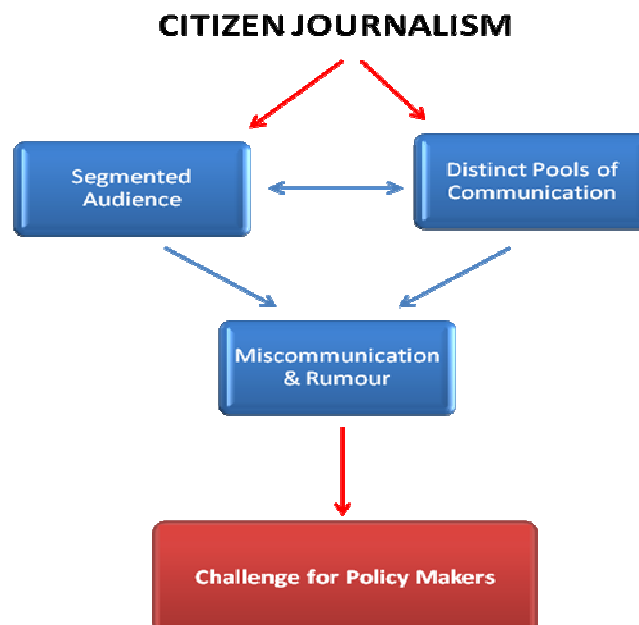 CITIZEN JOURNALISM
Segmented
Audience
Distinct Pools of
Communication
Miscommunication
& Rumour
Challenge for Policy Makers